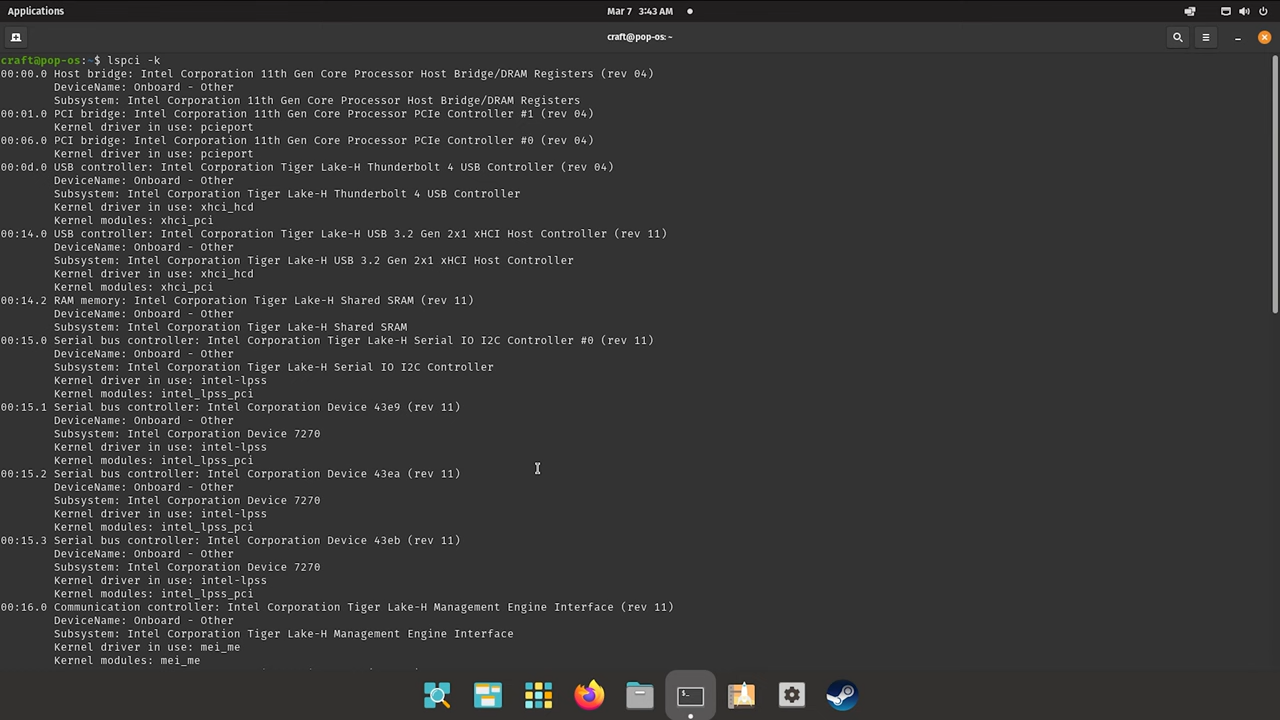 Applications
Mar 7 3:43 AM
craft@pop-os: ~
craft@pop-os:~$ lspci -k
00:00.0 Host bridge: Intel Corporation 11th Gen Core Processor Host Bridge/DRAM Registers (rev 04)
DeviceName: Onboard - Other
Subsystem: Intel Corporation 11th Gen Core Processor Host Bridge/DRAM Registers
00:01.0 PCI bridge: Intel Corporation 11th Gen Core Processor PCIe Controller #1 (rev 04)
Kernel driver in use: pcieport
00:06.0 PCI bridge: Intel Corporation 11th Gen Core Processor PCIe Controller #0 (rev 04)
Kernel driver in use: pcieport
00:0d.0 USB controller: Intel Corporation Tiger Lake-H Thunderbolt 4 USB Controller (rev 04)
DeviceName: Onboard - Other
Subsystem: Intel Corporation Tiger Lake-H Thunderbolt 4 USB Controller
Kernel driver in use: xhci_hcd
Kernel modules: xhci_pci
00:14.0 USB controller: Intel Corporation Tiger Lake-H USB 3.2 Gen 2x1 xHCI Host Controller (rev 11)
DeviceName: Onboard - Other
Subsystem: Intel Corporation Tiger Lake-H USB 3.2 Gen 2x1 xHCI Host Controller
Kernel driver in use: xhci_hcd
Kernel modules: xhci_pci
00:14.2 RAM memory: Intel Corporation Tiger Lake-H Shared SRAM (rev 11)
DeviceName: Onboard - Other
Subsystem: Intel Corporation Tiger Lake-H Shared SRAM
00:15.0 Serial bus controller: Intel Corporation Tiger Lake-H Serial IO I2C Controller #0 (rev 11)
DeviceName: Onboard - Other
Subsystem: Intel Corporation Tiger Lake-H Serial IO I2C Controller
Kernel driver in use: intel-lpss
Kernel modules: intel_lpss_pci
00:15.1 Serial bus controller: Intel Corporation Device 43e9 (rev 11)
DeviceName: Onboard - Other
Subsystem: Intel Corporation Device 7270
Kernel driver in use: intel-lpss
Kernel modules: intel_lpss_pci
00:15.2 Serial bus controller: Intel Corporation Device 43ea (rev 11)
DeviceName: Onboard - Other
Subsystem: Intel Corporation Device 7270
Kernel driver in use: intel-lpss
Kernel modules: intel_lpss_pci
00:15.3 Serial bus controller: Intel Corporation Device 43eb (rev 11)
DeviceName: Onboard - Other
Subsystem: Intel Corporation Device 7270
Kernel driver in use: intel-lpss
Kernel modules: intel_lpss_pci
00:16.0 Communication controller: Intel Corporation Tiger Lake-H Management Engine Interface (rev 11)
DeviceName: Onboard - Other
Subsystem: Intel Corporation Tiger Lake-H Management Engine Interface
Kernel driver in use: mei_me
Kernel modules: mei_me